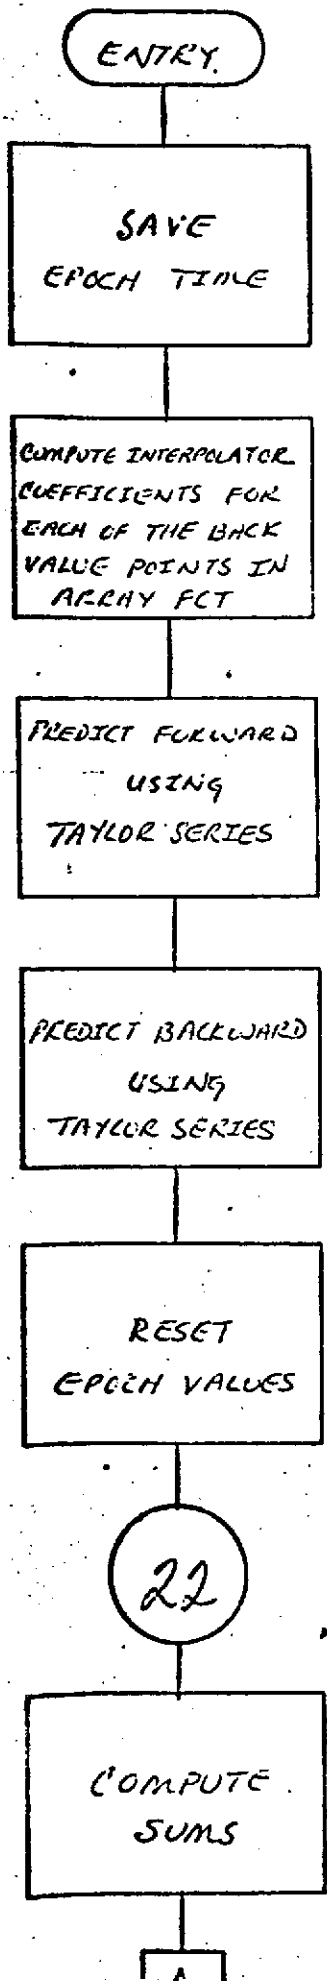 ENTRY.
SAVE
EPOCH TIME
COMPUTE INTERPOLATOR
COEFFICIENTS FOR
EACH OF THE BACK
VALUE POINTS IN
ARRAY FCT
PREDICT FORWARD
USING
TAYLOR SERIES
PREDICT BACKWARD
USING
TAYLOR SERIES
RESET
EPOCH VALUES
22
COMPUTE
SUMS
A